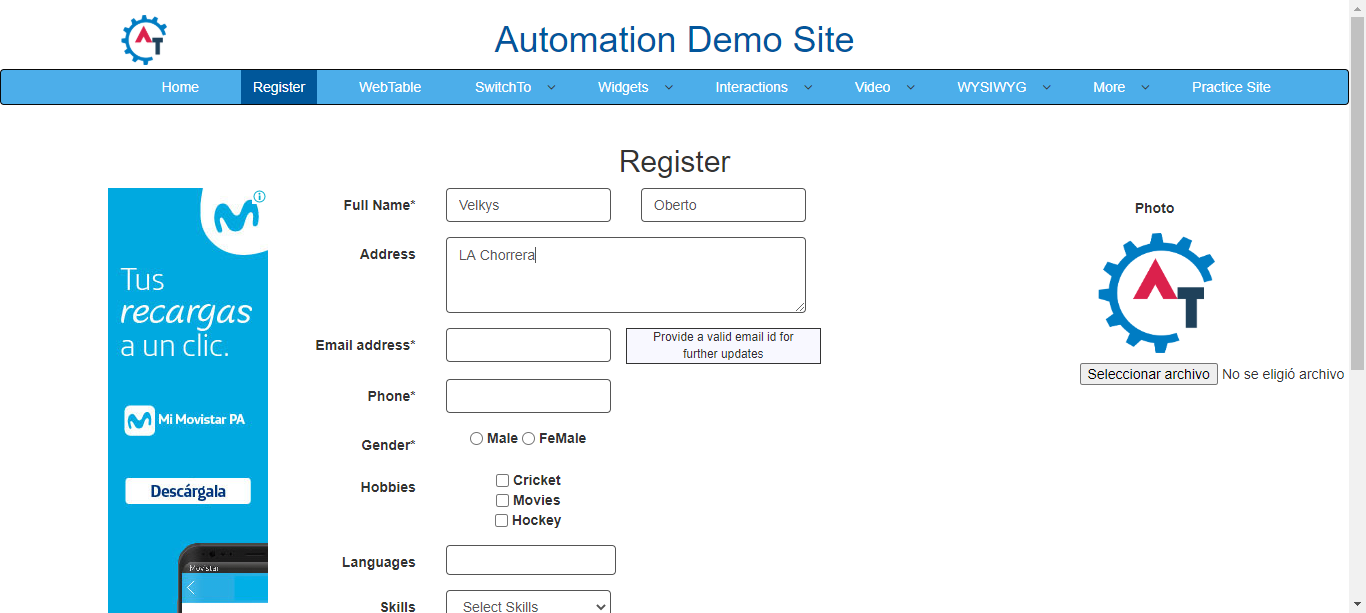 Automation Demo Site
Home Register WebTable SwitchTo Widgets Interactions Video WYSIWYG More Practice Site
Register
Full Name* Velkys Oberto
Photo
Address LA Chorrera
Tus
recargas
a un clic.
Email address* Provide a valid email id for
further updates
Seleccionar archivo No se eligió archivo
Phone*
Mi Movistar PA
Gender* Male FeMale
Hobbies Cricket
Movies
Hockey
Descárgala
Languages
Movistar
Skills Select Skills
AT
AT